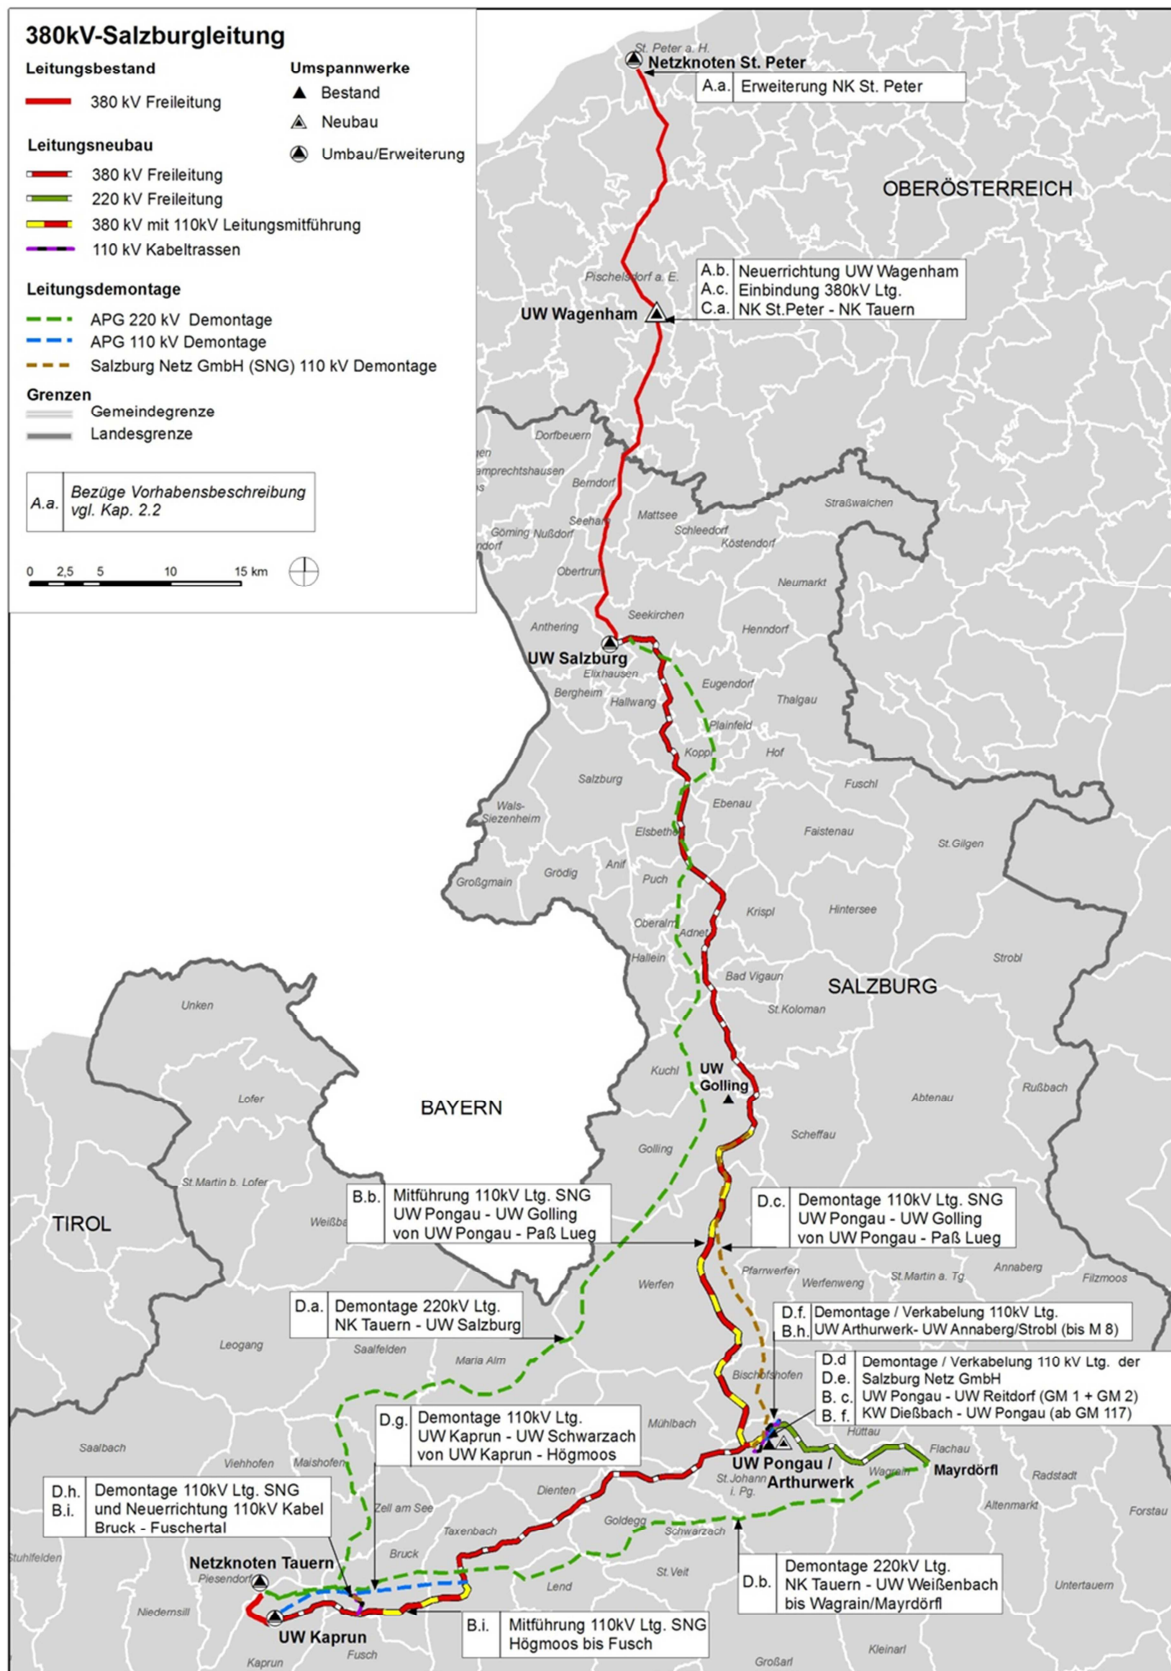 380kV-Salzburgleitung
Leitungsbestand
380 kV Freileitung
Leitungsneubau
380 kV Freileitung
220 kV Freileitung
380 kV mit 110kV Leitungsmitführung
110 kV Kabeltrassen
Leitungsdemontage
APG 220 kV Demontage
APG 110 kV Demontage
Salzburg Netz GmbH (SNG) 110 kV Demontage
Grenzen
Gemeindegrenze
Landesgrenze
A.a. Bezüge Vorhabensbeschreibung
vgl. Kap. 2.2
0 2,5 5 10 15 km
Umspannwerke
Bestand
Neubau
Umbau/Erweiterung
St. Peter a. H.
Netzknoten St. Peter
A.a. Erweiterung NK St. Peter
OBERÖSTERREICH
Pischelsdorf a. E.
UW Wagenham
A.b. Neuerrichtung UW Wagenham
A.c. Einbindung 380kV Ltg.
C.a. NK St.Peter - NK Tauern
Dorfbeuern
Berndorf
Straßwalchen
Mattsee
Schleedorf
Göming
Nußdorf
Köstendorf
Obertrum
Neumarkt
Seekirchen
Anthering
Henndorf
UW Salzburg
Elixhausen
Bergheim
Hallwang
Eugendorf
Thalgau
Plainfeld
Koppl
Hof
Salzburg
Fuschl
Wals-
Siezenheim
Ebenau
Elsbethen
Faistenau
St.Gilgen
Großgmain
Grödig
Anif
Puch
Krispl
Hintersee
Oberalm
Adnet
Hallein
Strobl
Bad Vigaun
SALZBURG
St.Koloman
Unken
Kuchl
UW
Golling
Rußbach
Abtenau
Lofer
BAYERN
Scheffau
Golling
St.Martin b. Lofer
TIROL
B.b. Mitführung 110kV Ltg. SNG
UW Pongau - UW Golling
von UW Pongau - Paß Lueg
D.c. Demontage 110kV Ltg. SNG
UW Pongau - UW Golling
von UW Pongau - Paß Lueg
Werfen
Pfarrwerfen
Werfenweng
St.Martin a. Tg
Annaberg
Filzmoos
D.a. Demontage 220kV Ltg.
NK Tauern - UW Salzburg
D.f. Demontage / Verkabelung 110kV Ltg.
B.h. UW Arthurwerk- UW Annaberg/Strobl (bis M 8)
Leogang
Saalfelden
Maria Alm
Bischofshofen
D.d Demontage / Verkabelung 110 kV Ltg. der
D.e. Salzburg Netz GmbH
B. c. UW Pongau - UW Reitdorf (GM 1 + GM 2)
B. f. KW Dießbach - UW Pongau (ab GM 117)
D.g. Demontage 110kV Ltg.
UW Kaprun - UW Schwarzach
von UW Kaprun - Högmoos
Mühlbach
Hüttau
Saalbach
Viehhofen
Maishofen
UW Pongau /
Arthurwerk
Flachau
Mayrdörfl
Wagrain
Radstadt
D.h. Demontage 110kV Ltg. SNG
B.i. und Neuerrichtung 110kV Kabel
Bruck - Fuschertal
Zell am See
Dienten
St.Johann
i. Pg.
Altenmarkt
Forstau
Taxenbach
Goldegg
Schwarzach
Stuhlfelden
Netzknoten Tauern
Piesendorf
Bruck
Lend
St.Veit
D.b. Demontage 220kV Ltg.
NK Tauern - UW Weißenbach
bis Wagrain/Mayrdörfl
Untertauern
Niedernsill
UW Kaprun
B.i. Mitführung 110kV Ltg. SNG
Högmoos bis Fusch
Kaprun
Fusch
Großarl
Kleinarl